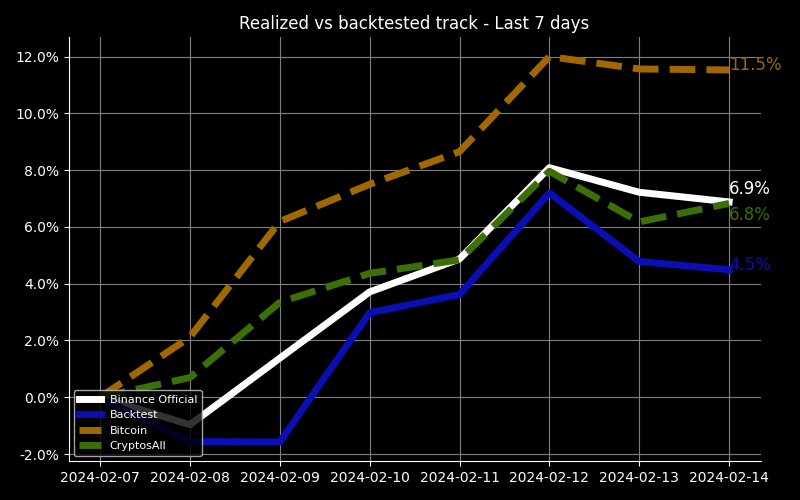 Realized vs backtested track - Last 7 days
12.0%
10.0%
8.0%
6.0%
4.0%
2.0%
0.0%
-2.0%
11.5%
6.9%
6.8%
4.5%
Binance Official
Backtest
Bitcoin
CryptosAll
2024-02-07 2024-02-08 2024-02-09 2024-02-10 2024-02-11 2024-02-12 2024-02-13 2024-02-14